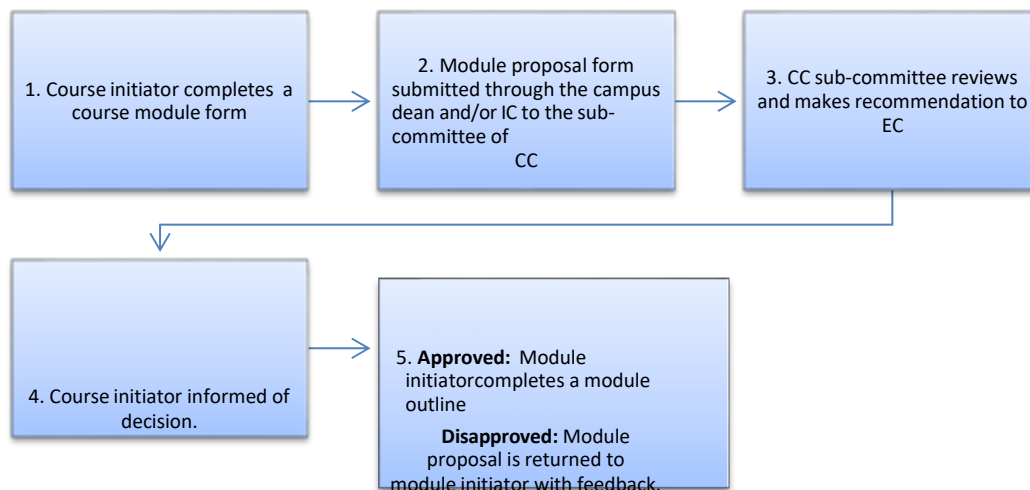 1. Course initiator completes a
course module form
2. Module proposal form
submitted through the
campus
dean and/or IC to the sub-
committee of
CC
3. CC sub-committee reviews
and makes recommendation to
EC
4. Course initiator informed of
decision.
5. Approved: Module
initiatorcompletes a module
outline
Disapproved: Module
proposal is returned to
module initiator with feedback.